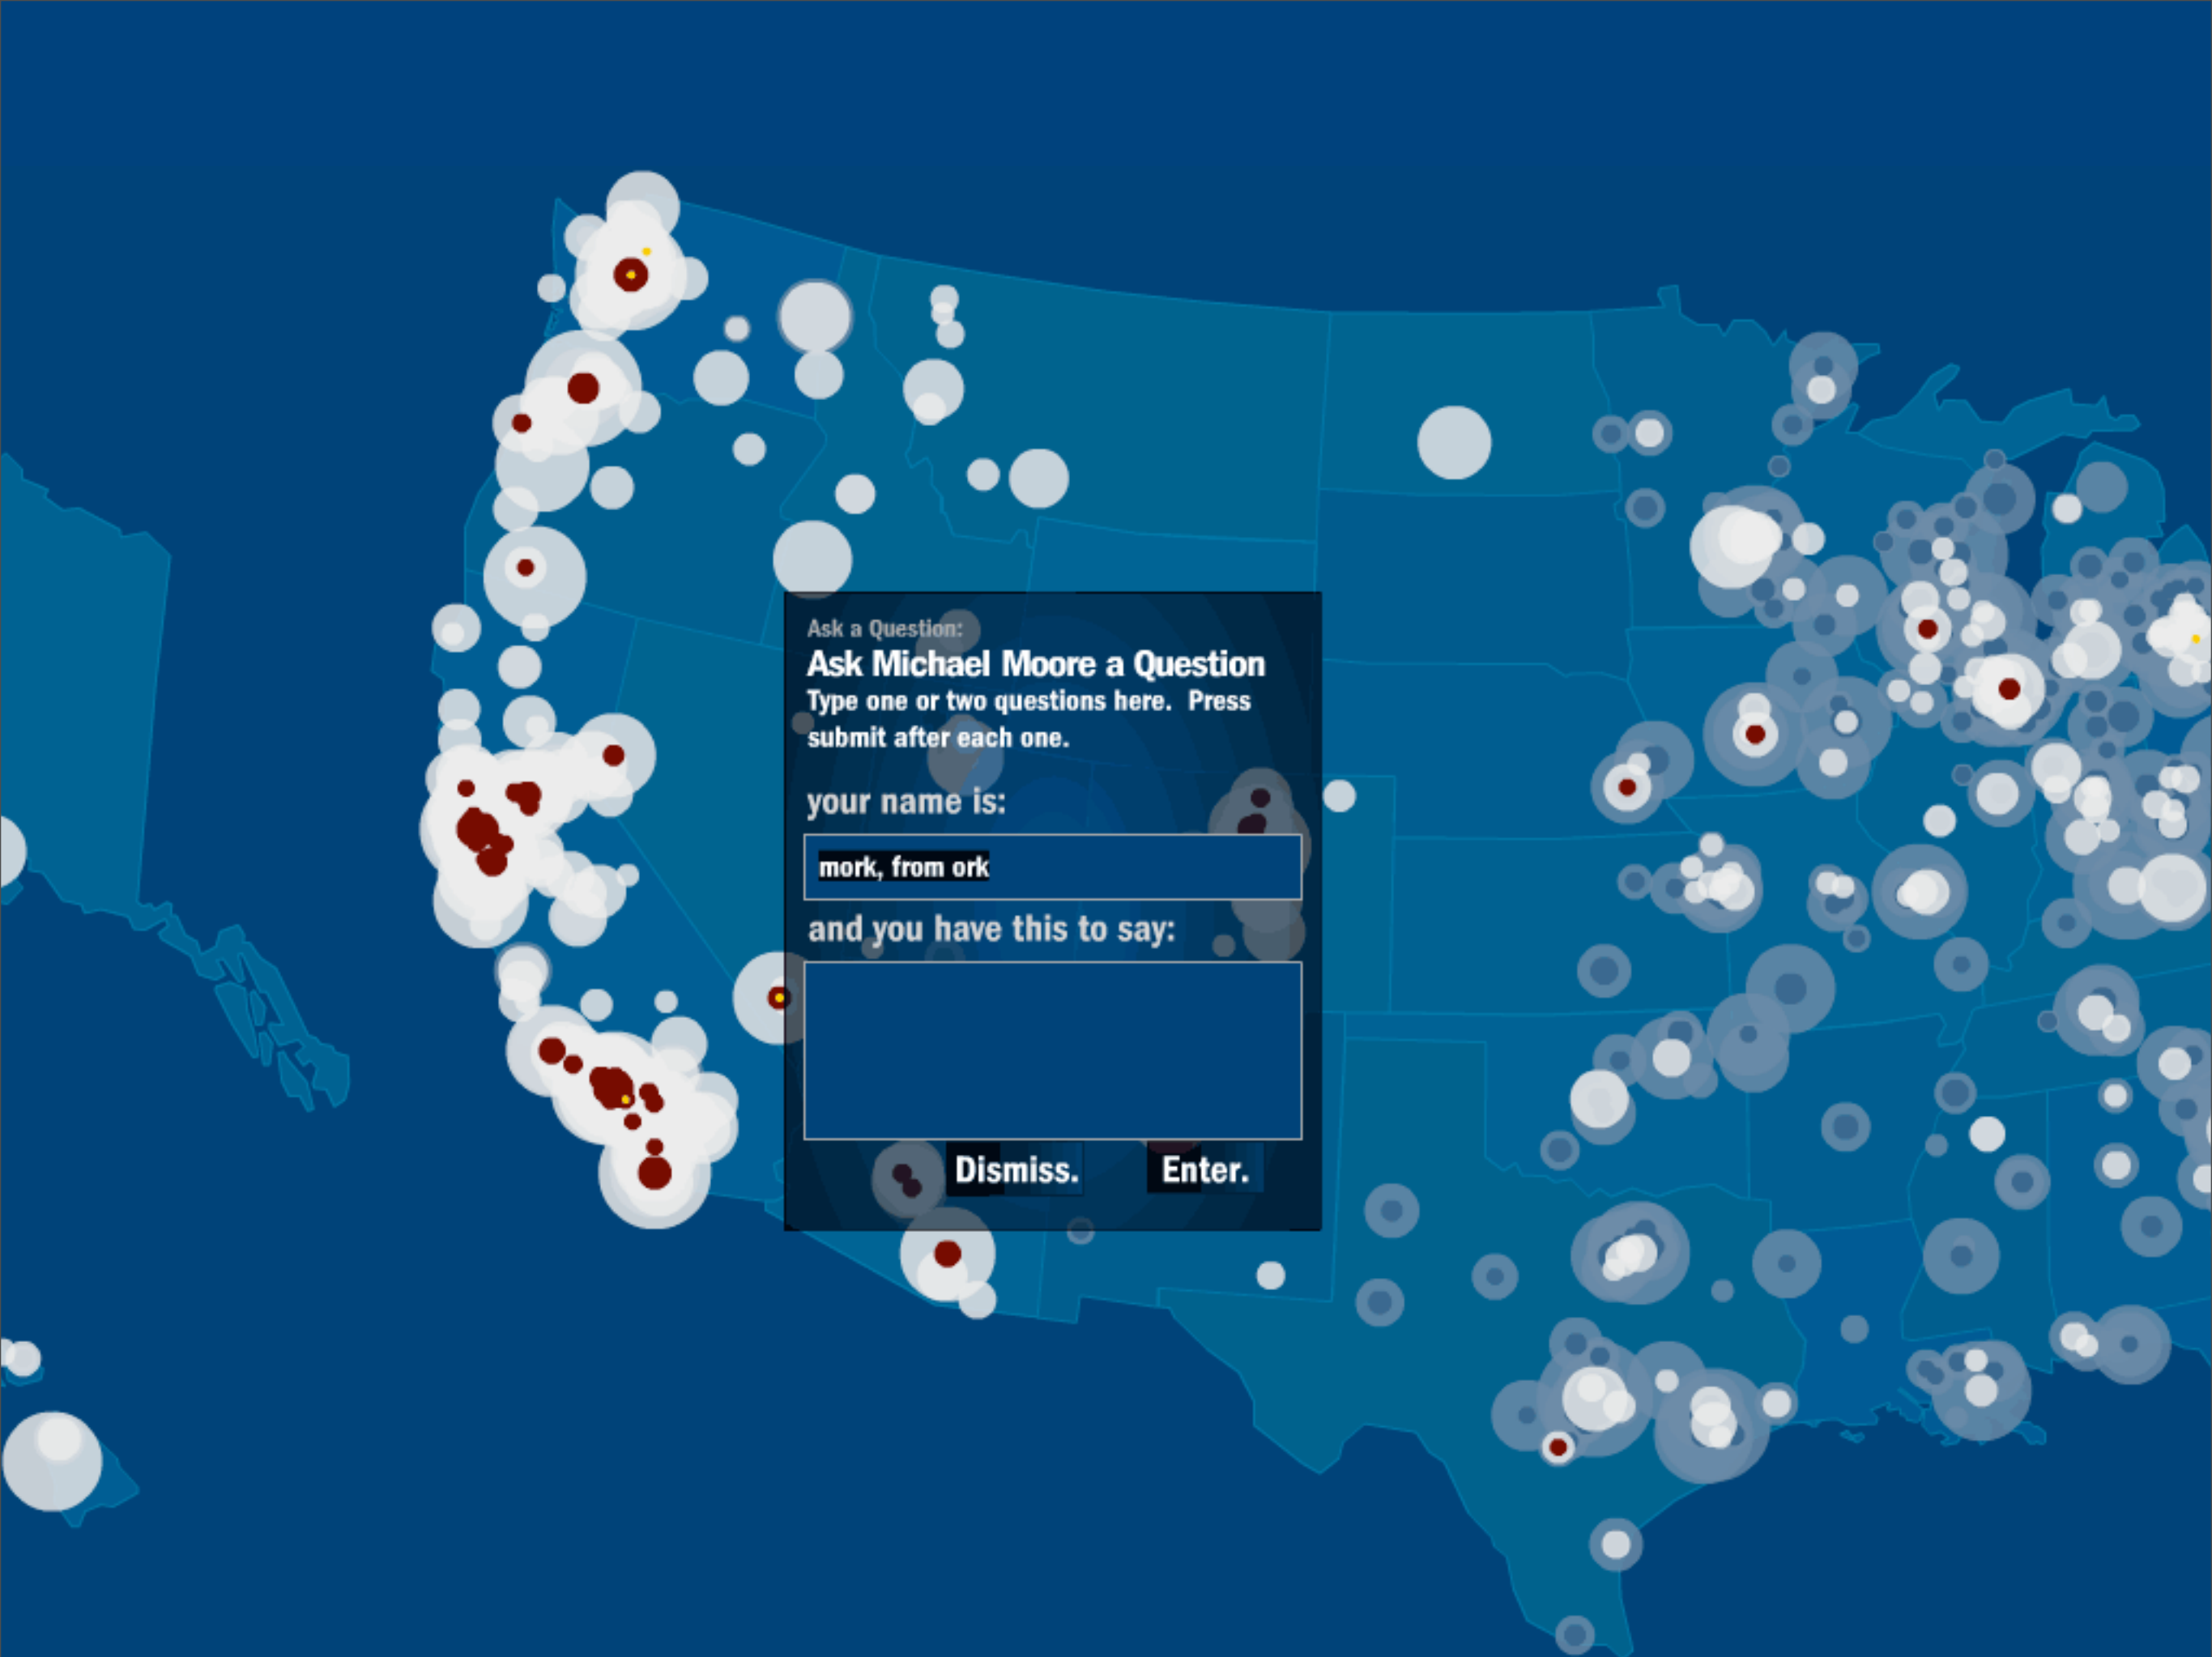 Ask a Question:
Ask Michael Moore a Question
Type one or two questions here.  Press
submit after each one.
your name is:
mork, from ork
and you have this to say:
Dismiss.
Enter.